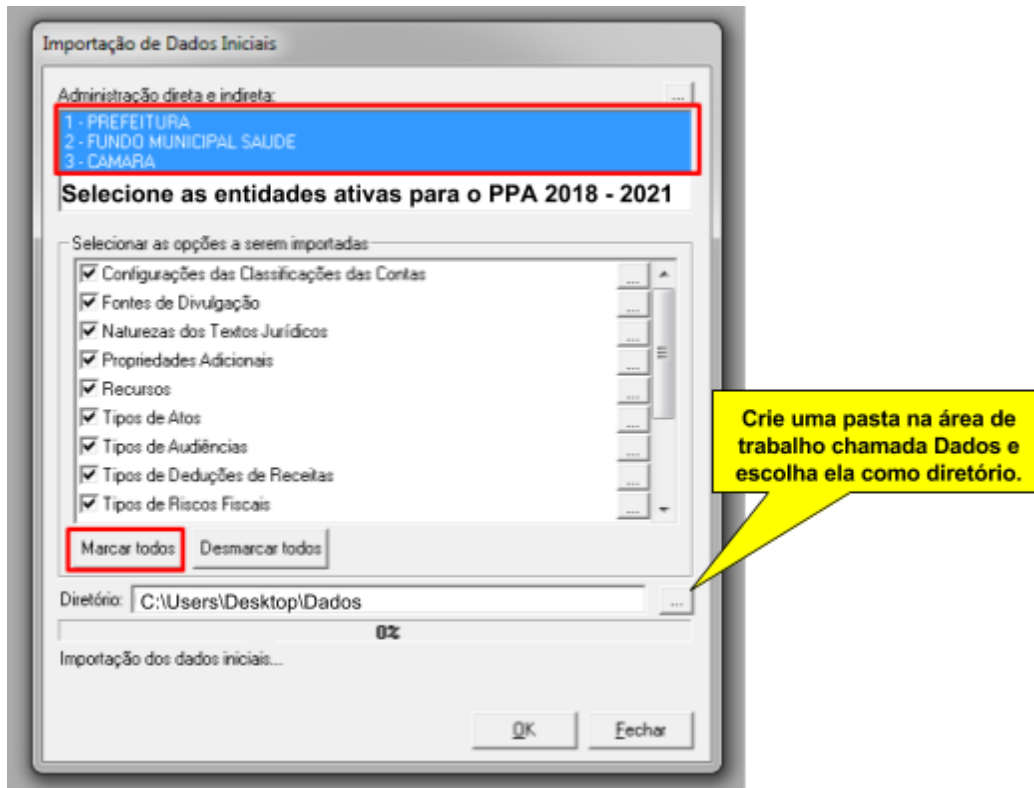 Importação de Dados Iniciais
Administração direta e indireta:
...
1 - PREFEITURA
2 - FUNDO MUNICIPAL SAUDE
3 - CAMARA
Selecione as entidades ativas para o PPA 2018 - 2021
Selecionar as opções a serem importadas
Configurações das Classificações das Contas
...
Fontes de Divulgação
...
Naturezas dos Textos Jurídicos
...
Propriedades Adicionais
...
Recursos
...
Tipos de Atos
...
Tipos de Audiências
...
Tipos de Deduções de Receitas
...
Tipos de Riscos Fiscais
...
Crie uma pasta na área de
trabalho chamada Dados e
escolha ela como diretório.
Marcar todos Desmarcar todos
Diretório: C:\Users\Desktop\Dados ...
0%
Importação dos dados iniciais...
OK Fechar